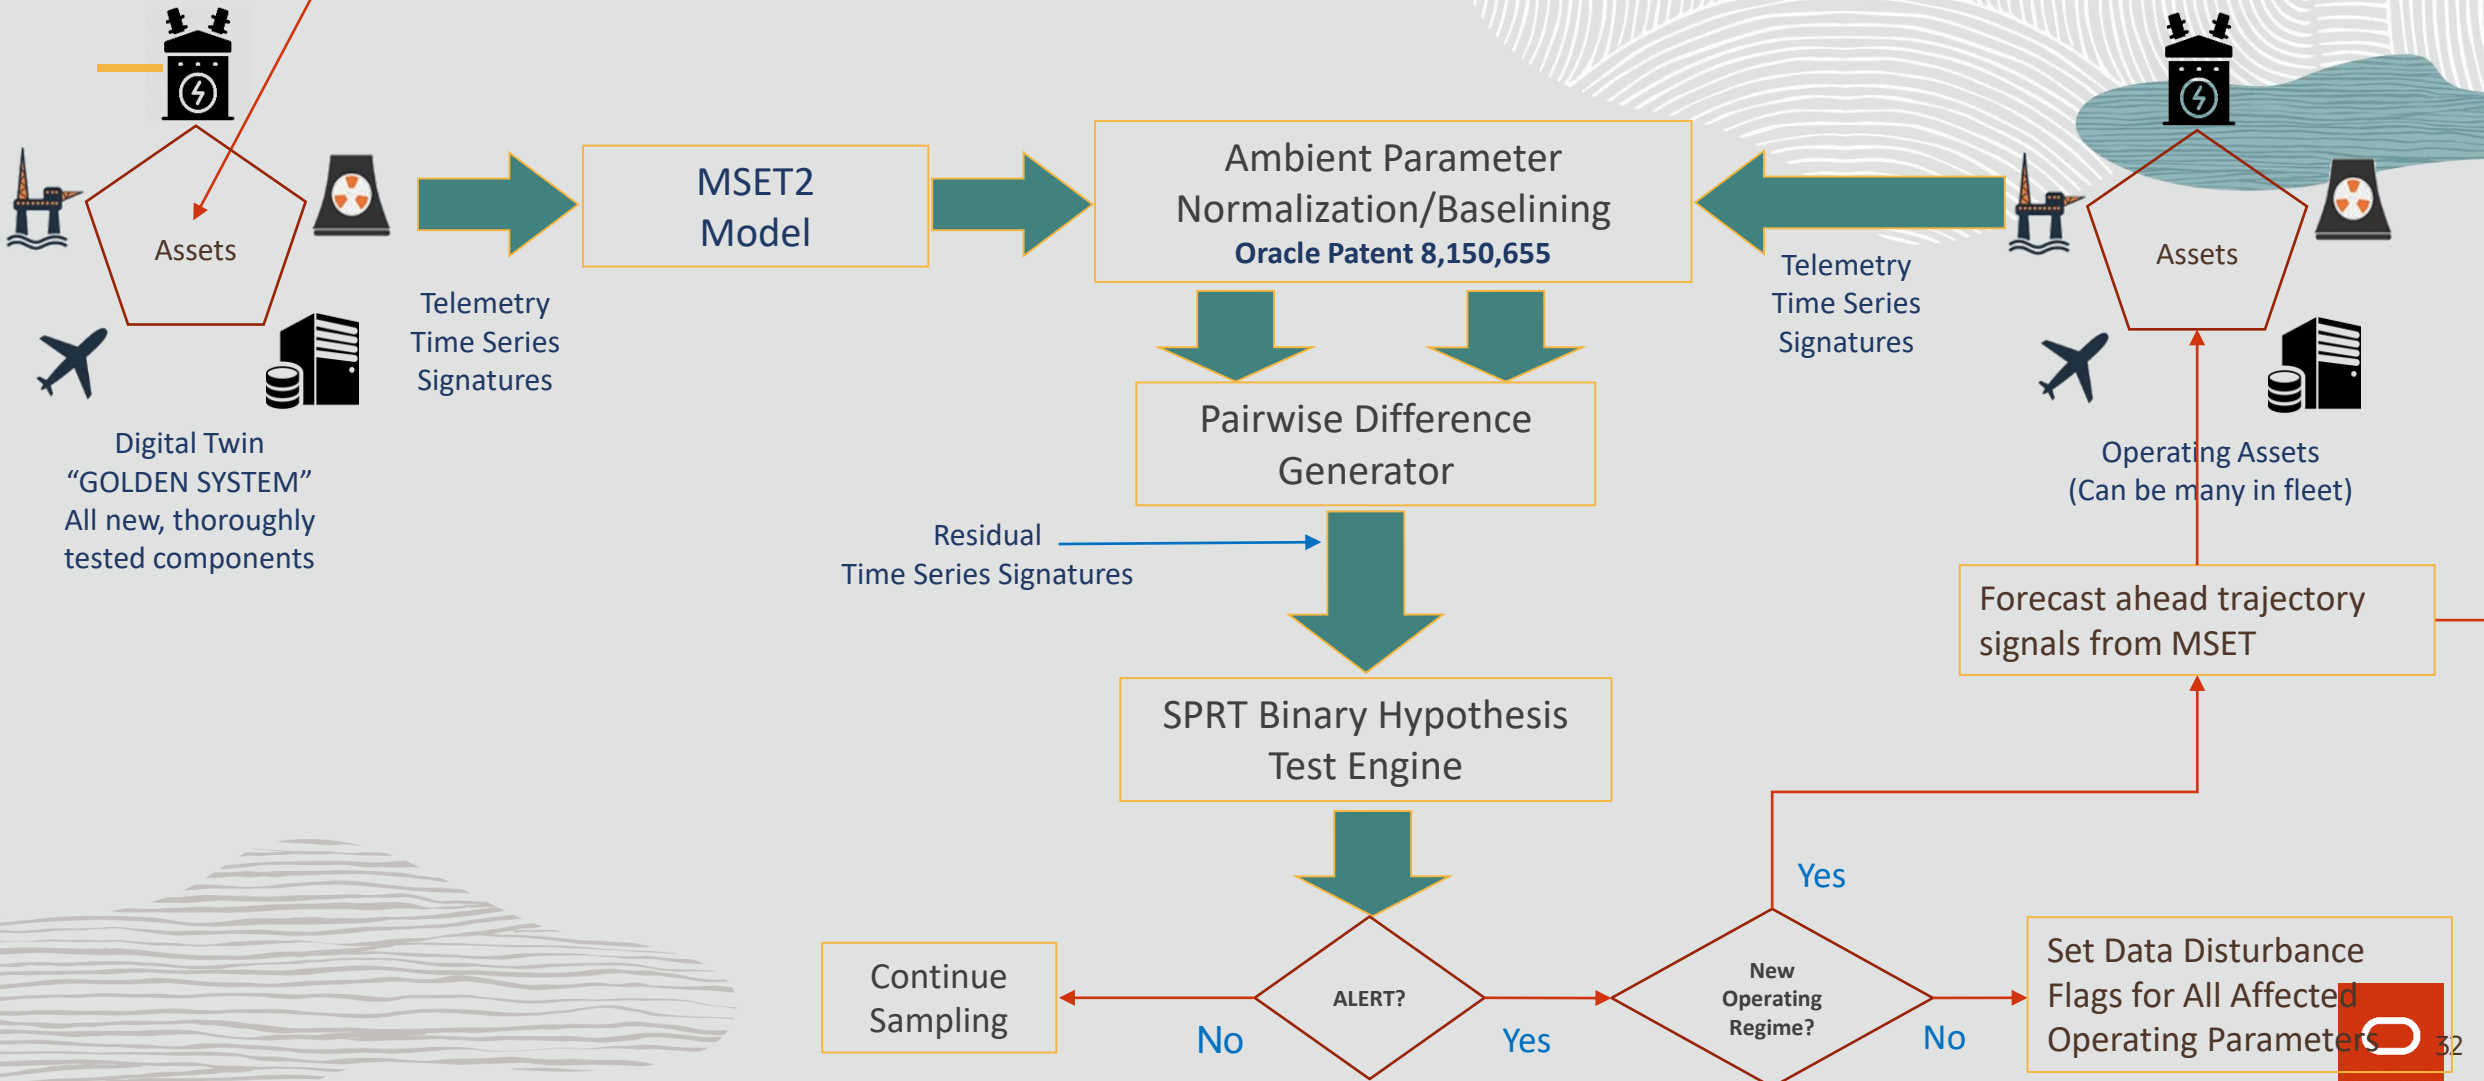 Assets
Telemetry
Time Series
Signatures
Digital Twin
“GOLDEN SYSTEM”
All new, thoroughly
tested components
MSET2
Model
Ambient Parameter
Normalization/Baselining
Oracle Patent 8,150,655
Telemetry
Time Series
Signatures
Assets
Operating Assets
(Can be many in fleet)
Pairwise Difference
Generator
Residual
Time Series Signatures
SPRT Binary Hypothesis
Test Engine
Forecast ahead trajectory
signals from MSET
Continue
Sampling
No
ALERT?
Yes
New
Operating
Regime?
Yes
No
Set Data Disturbance
Flags for All Affected
Operating Parameters
32